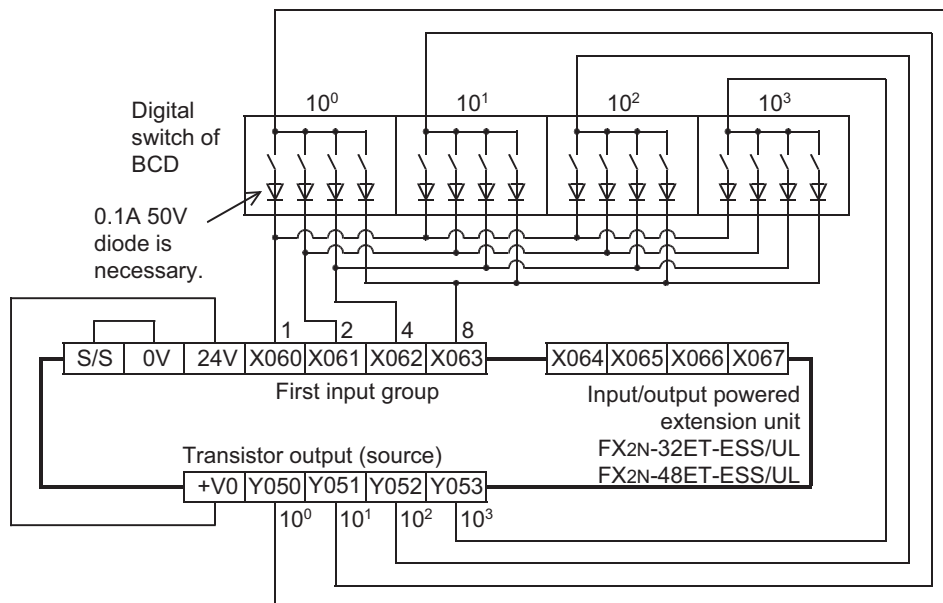 10⁰ 10¹ 10² 10³
Digital
switch of
BCD
0.1A 50V
diode is
necessary.
1 2 4 8
S/S 0V 24V X060 X061 X062 X063 X064 X065 X066 X067
First input group
Input/output powered
extension unit
FX2N-32ET-ESS/UL
FX2N-48ET-ESS/UL
Transistor output (source)
+V0 Y050 Y051 Y052 Y053
10⁰ 10¹ 10² 10³